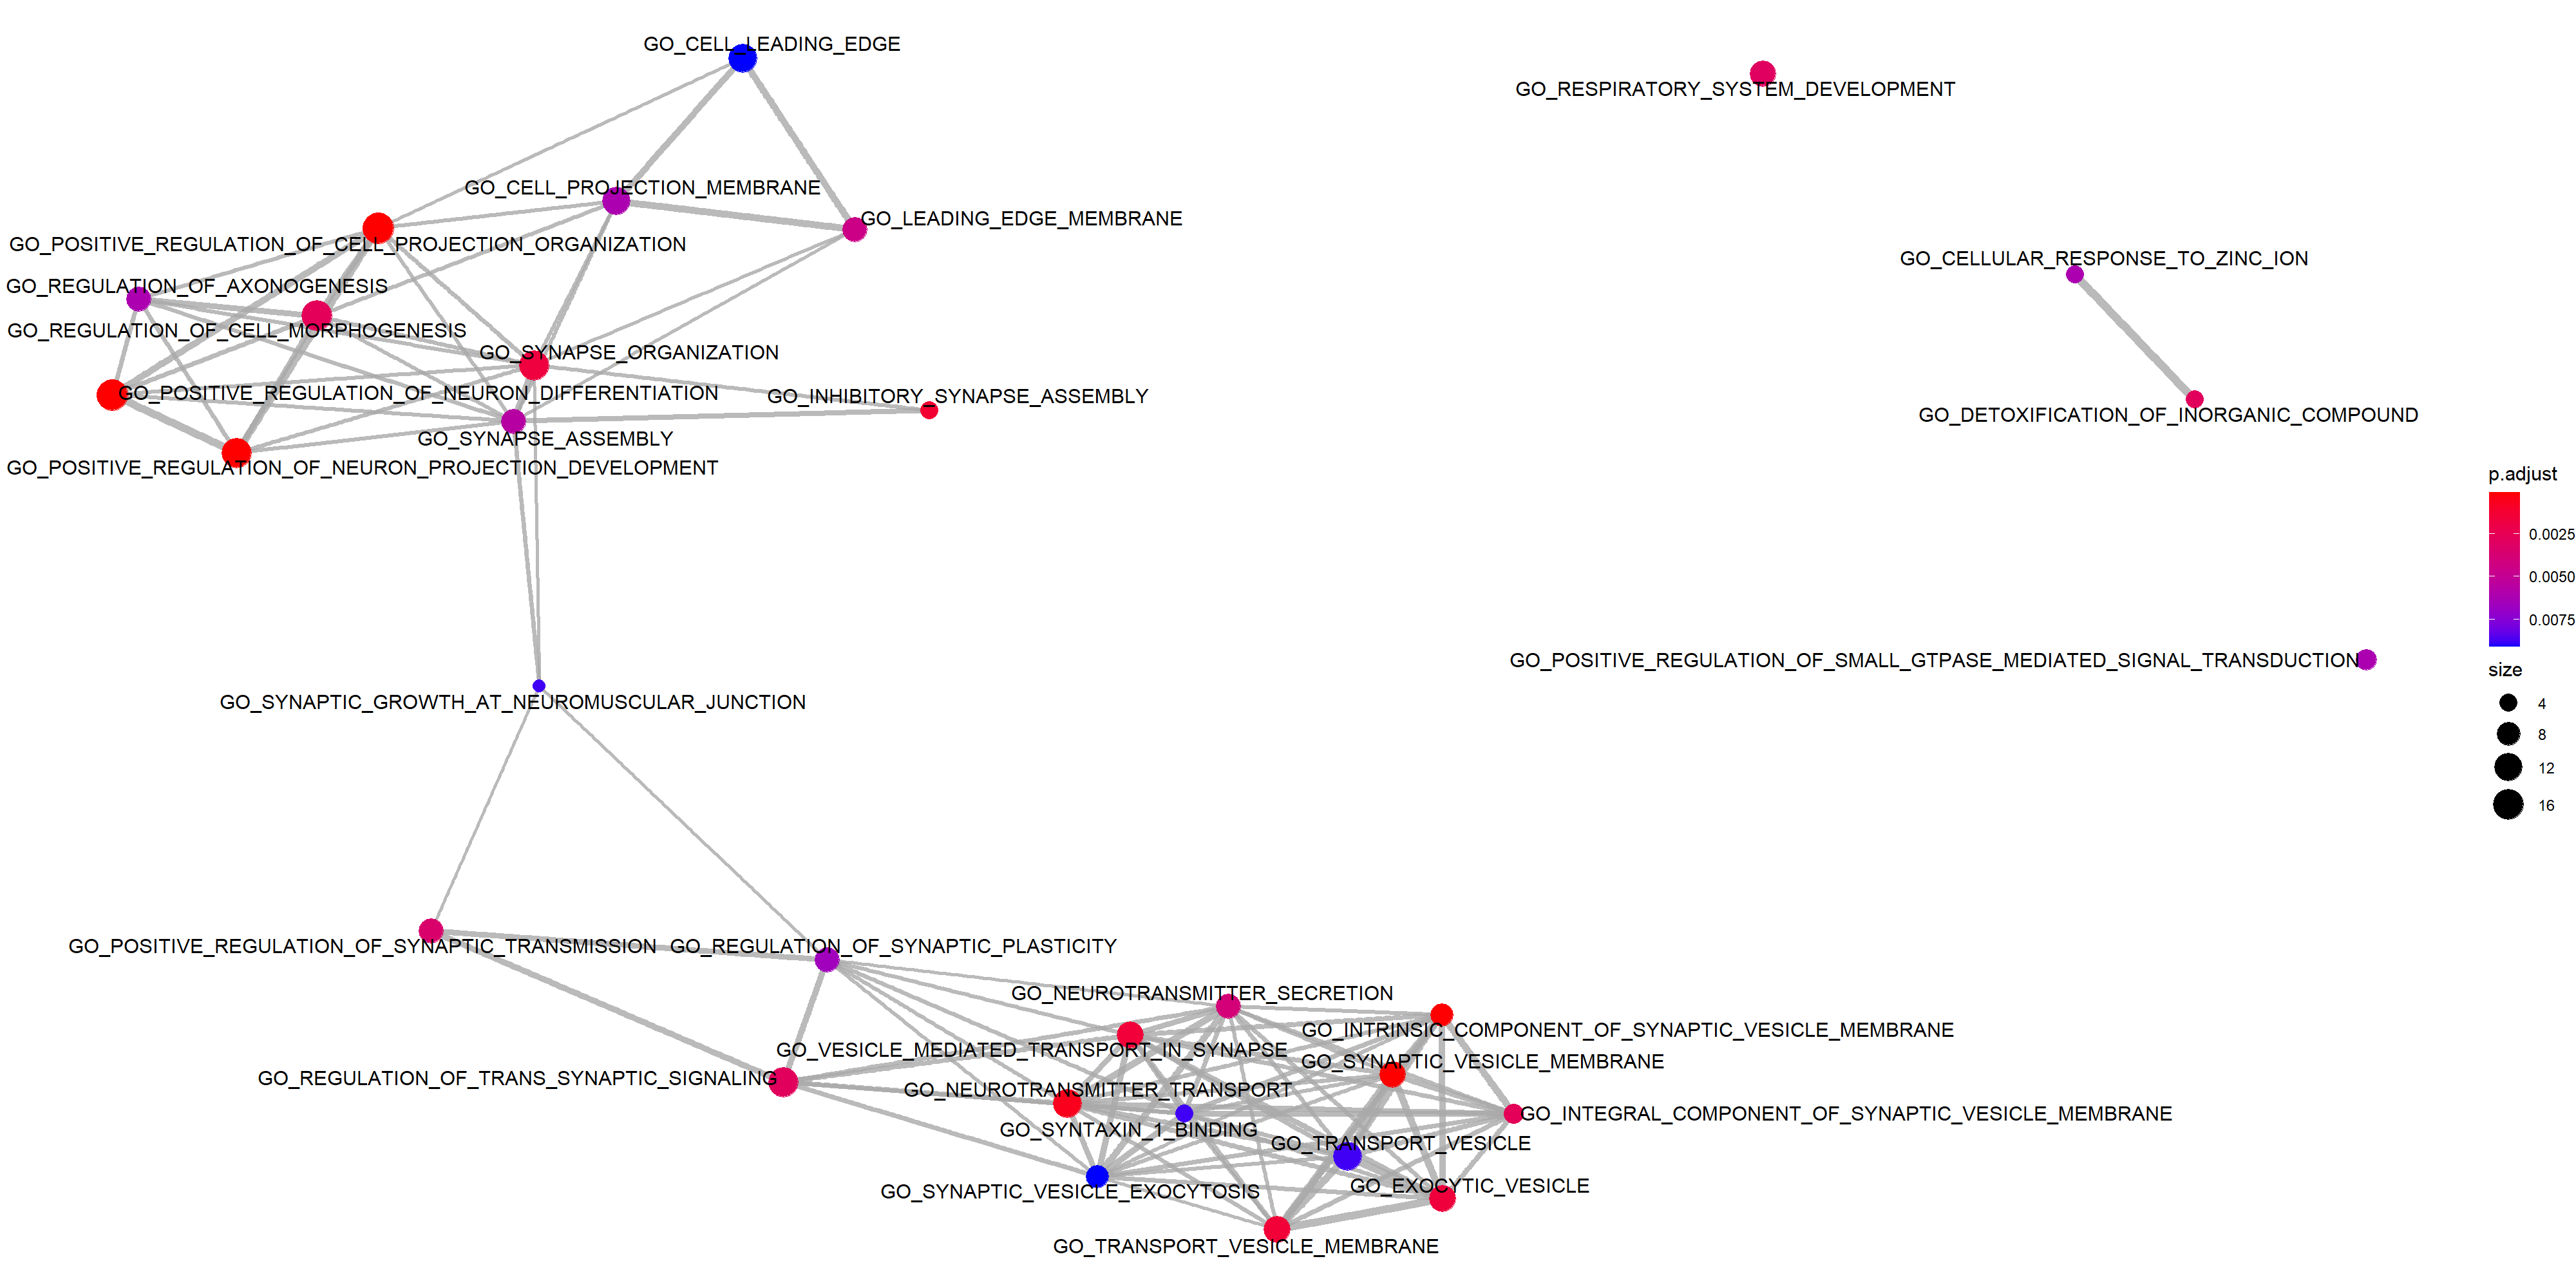 GO_CELL_LEADING_EDGE
GO_RESPIRATORY_SYSTEM_DEVELOPMENT
GO_CELL_PROJECTION_MEMBRANE
GO_LEADING_EDGE_MEMBRANE
GO_POSITIVE_REGULATION_OF_CELL_PROJECTION_ORGANIZATION
GO_CELLULAR_RESPONSE_TO_ZINC_ION
GO_REGULATION_OF_AXONOGENESIS
GO_REGULATION_OF_CELL_MORPHOGENESIS
GO_SYNAPSE_ORGANIZATION
GO_POSITIVE_REGULATION_OF_NEURON_DIFFERENTIATION
GO_INHIBITORY_SYNAPSE_ASSEMBLY
GO_DETOXIFICATION_OF_INORGANIC_COMPOUND
GO_SYNAPSE_ASSEMBLY
GO_POSITIVE_REGULATION_OF_NEURON_PROJECTION_DEVELOPMENT
p.adjust
0.0025
0.0050
0.0075
GO_POSITIVE_REGULATION_OF_SMALL_GTPASE_MEDIATED_SIGNAL_TRANSDUCTION
size
4
8
12
16
GO_SYNAPTIC_GROWTH_AT_NEUROMUSCULAR_JUNCTION
GO_POSITIVE_REGULATION_OF_SYNAPTIC_TRANSMISSION
GO_REGULATION_OF_SYNAPTIC_PLASTICITY
GO_NEUROTRANSMITTER_SECRETION
GO_INTRINSIC_COMPONENT_OF_SYNAPTIC_VESICLE_MEMBRANE
GO_VESICLE_MEDIATED_TRANSPORT_IN_SYNAPSE
GO_SYNAPTIC_VESICLE_MEMBRANE
GO_REGULATION_OF_TRANS_SYNAPTIC_SIGNALING
GO_NEUROTRANSMITTER_TRANSPORT
GO_INTEGRAL_COMPONENT_OF_SYNAPTIC_VESICLE_MEMBRANE
GO_SYNTAXIN_1_BINDING
GO_TRANSPORT_VESICLE
GO_EXOCYTIC_VESICLE
GO_SYNAPTIC_VESICLE_EXOCYTOSIS
GO_TRANSPORT_VESICLE_MEMBRANE